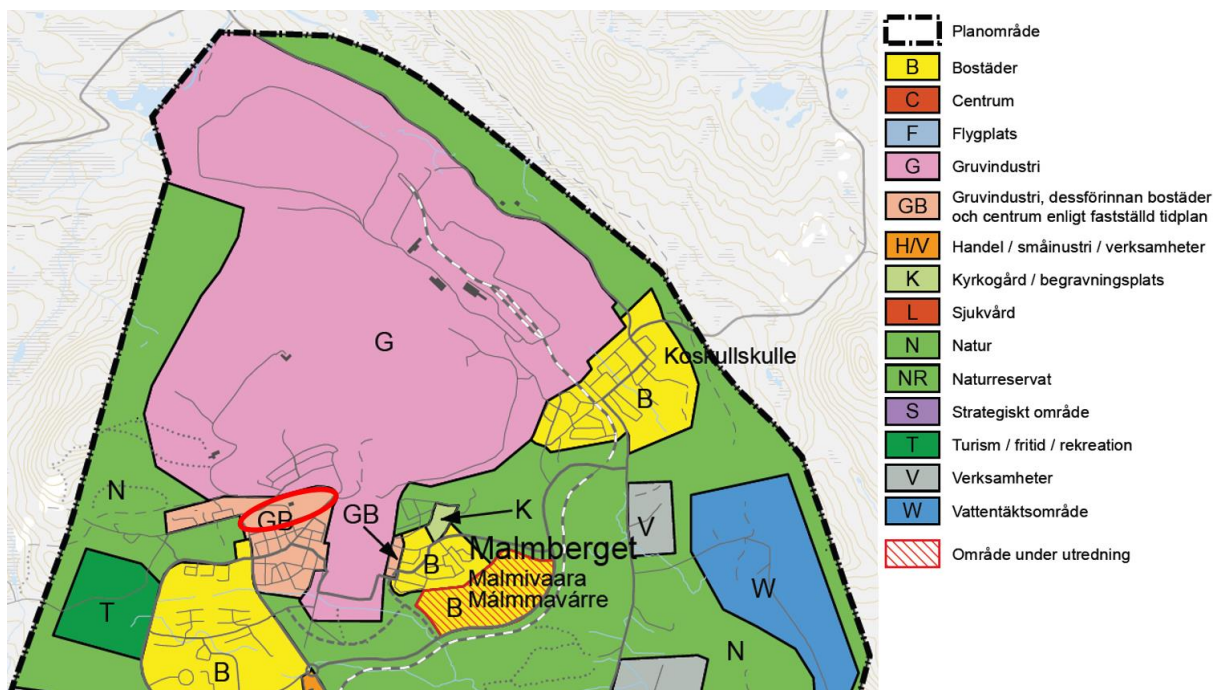 G
Koskullskulle
B
N
GB
GB
K
Malmberget
B
Malmivaara
Målmmavárre
B
V
T
W
B
N
Planområde
B Bostäder
C Centrum
F Flygplats
G Gruvindustri
GB Gruvindustri, dessförinnan bostäder
och centrum enligt fastställd tidplan
H/V Handel / småinustri / verksamheter
K Kyrkogård / begravningsplats
L Sjukvård
N Natur
NR Naturreservat
S Strategiskt område
T Turism / fritid / rekreation
V Verksamheter
W Vattentäktsområde
Område under utredning